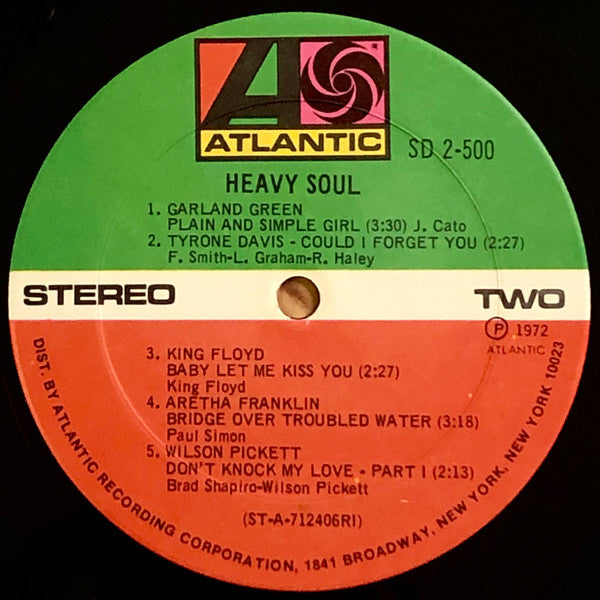 ATLANTIC
SD 2-500
HEAVY SOUL
1. GARLAND GREEN
PLAIN AND SIMPLE GIRL (3:30) J. Cato
2. TYRONE DAVIS - COULD I FORGET YOU (2:27)
F. Smith-L. Graham-R. Haley
STEREO
TWO
Ⓟ 1972
ATLANTIC
3. KING FLOYD
BABY LET ME KISS YOU (2:27)
King Floyd
4. ARETHA FRANKLIN
BRIDGE OVER TROUBLED WATER (3:18)
Paul Simon
5. WILSON PICKETT
DON'T KNOCK MY LOVE - PART I (2:13)
Brad Shapiro-Wilson Pickett
(ST-A-712406RI)
DIST. BY ATLANTIC RECORDING CORPORATION, 1841 BROADWAY, NEW YORK, NEW YORK 10023